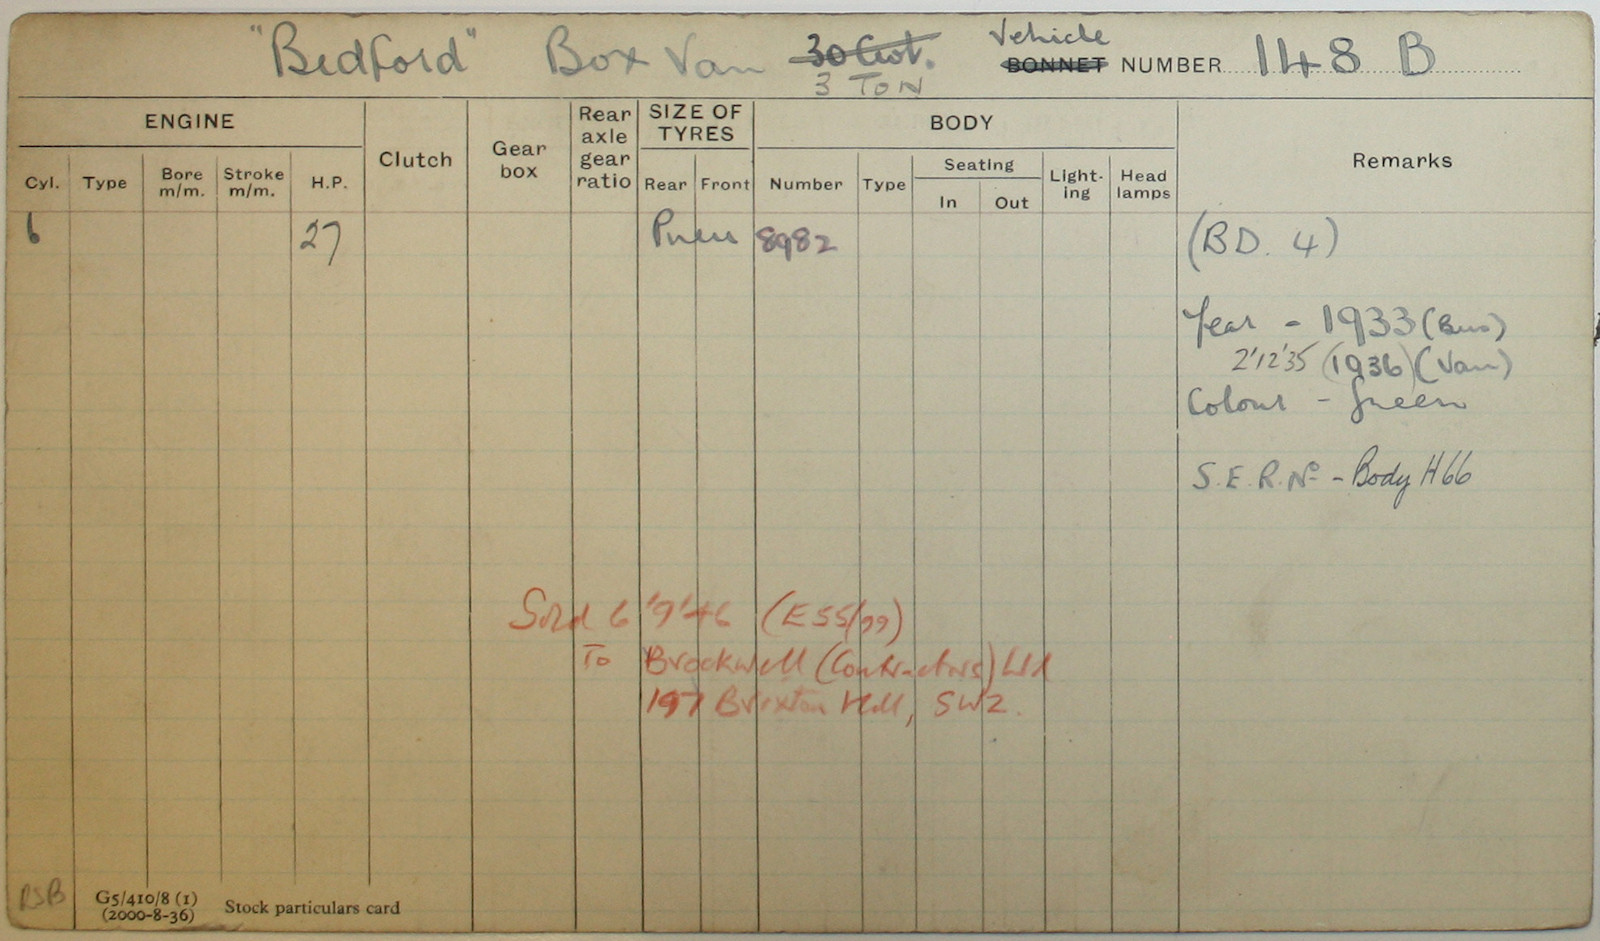 "Bedford" Box Van 30 Cwt. Vehicle
3 TON BONNET NUMBER 148 B
ENGINE
Clutch
Gear box
Rear axle gear ratio
SIZE OF TYRES
BODY
Remarks
Cyl. Type Bore m/m. Stroke m/m. H.P. Rear Front Number Type Seating In Out Light-ing Head lamps
6 27 Pneu 8982 (BD. 4)
Year - 1933 (Bus)
2'12'35 (1936) (Van)
Colour - Green
S.E.R.Nº - Body H66
Sold 6'9'46 (E55/99)
To Brockwell (Contractors) Ltd
197 Brixton Hill, SW2.
RSB
G5/410/8 (1)
(2000-8-36) Stock particulars card